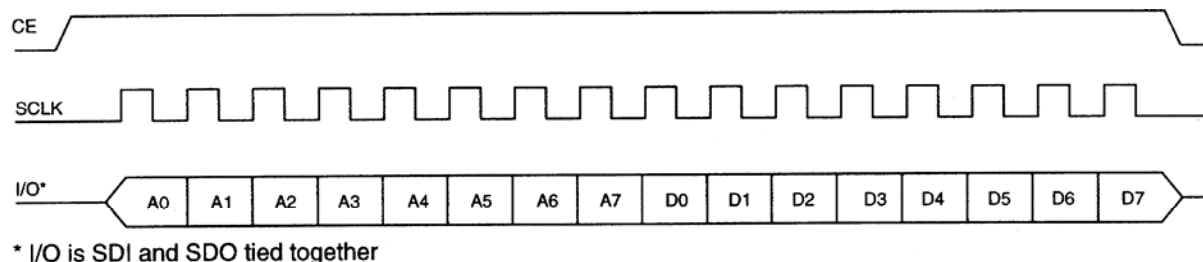 CE
SCLK
I/O*
A0 A1 A2 A3 A4 A5 A6 A7 D0 D1 D2 D3 D4 D5 D6 D7
* I/O is SDI and SDO tied together